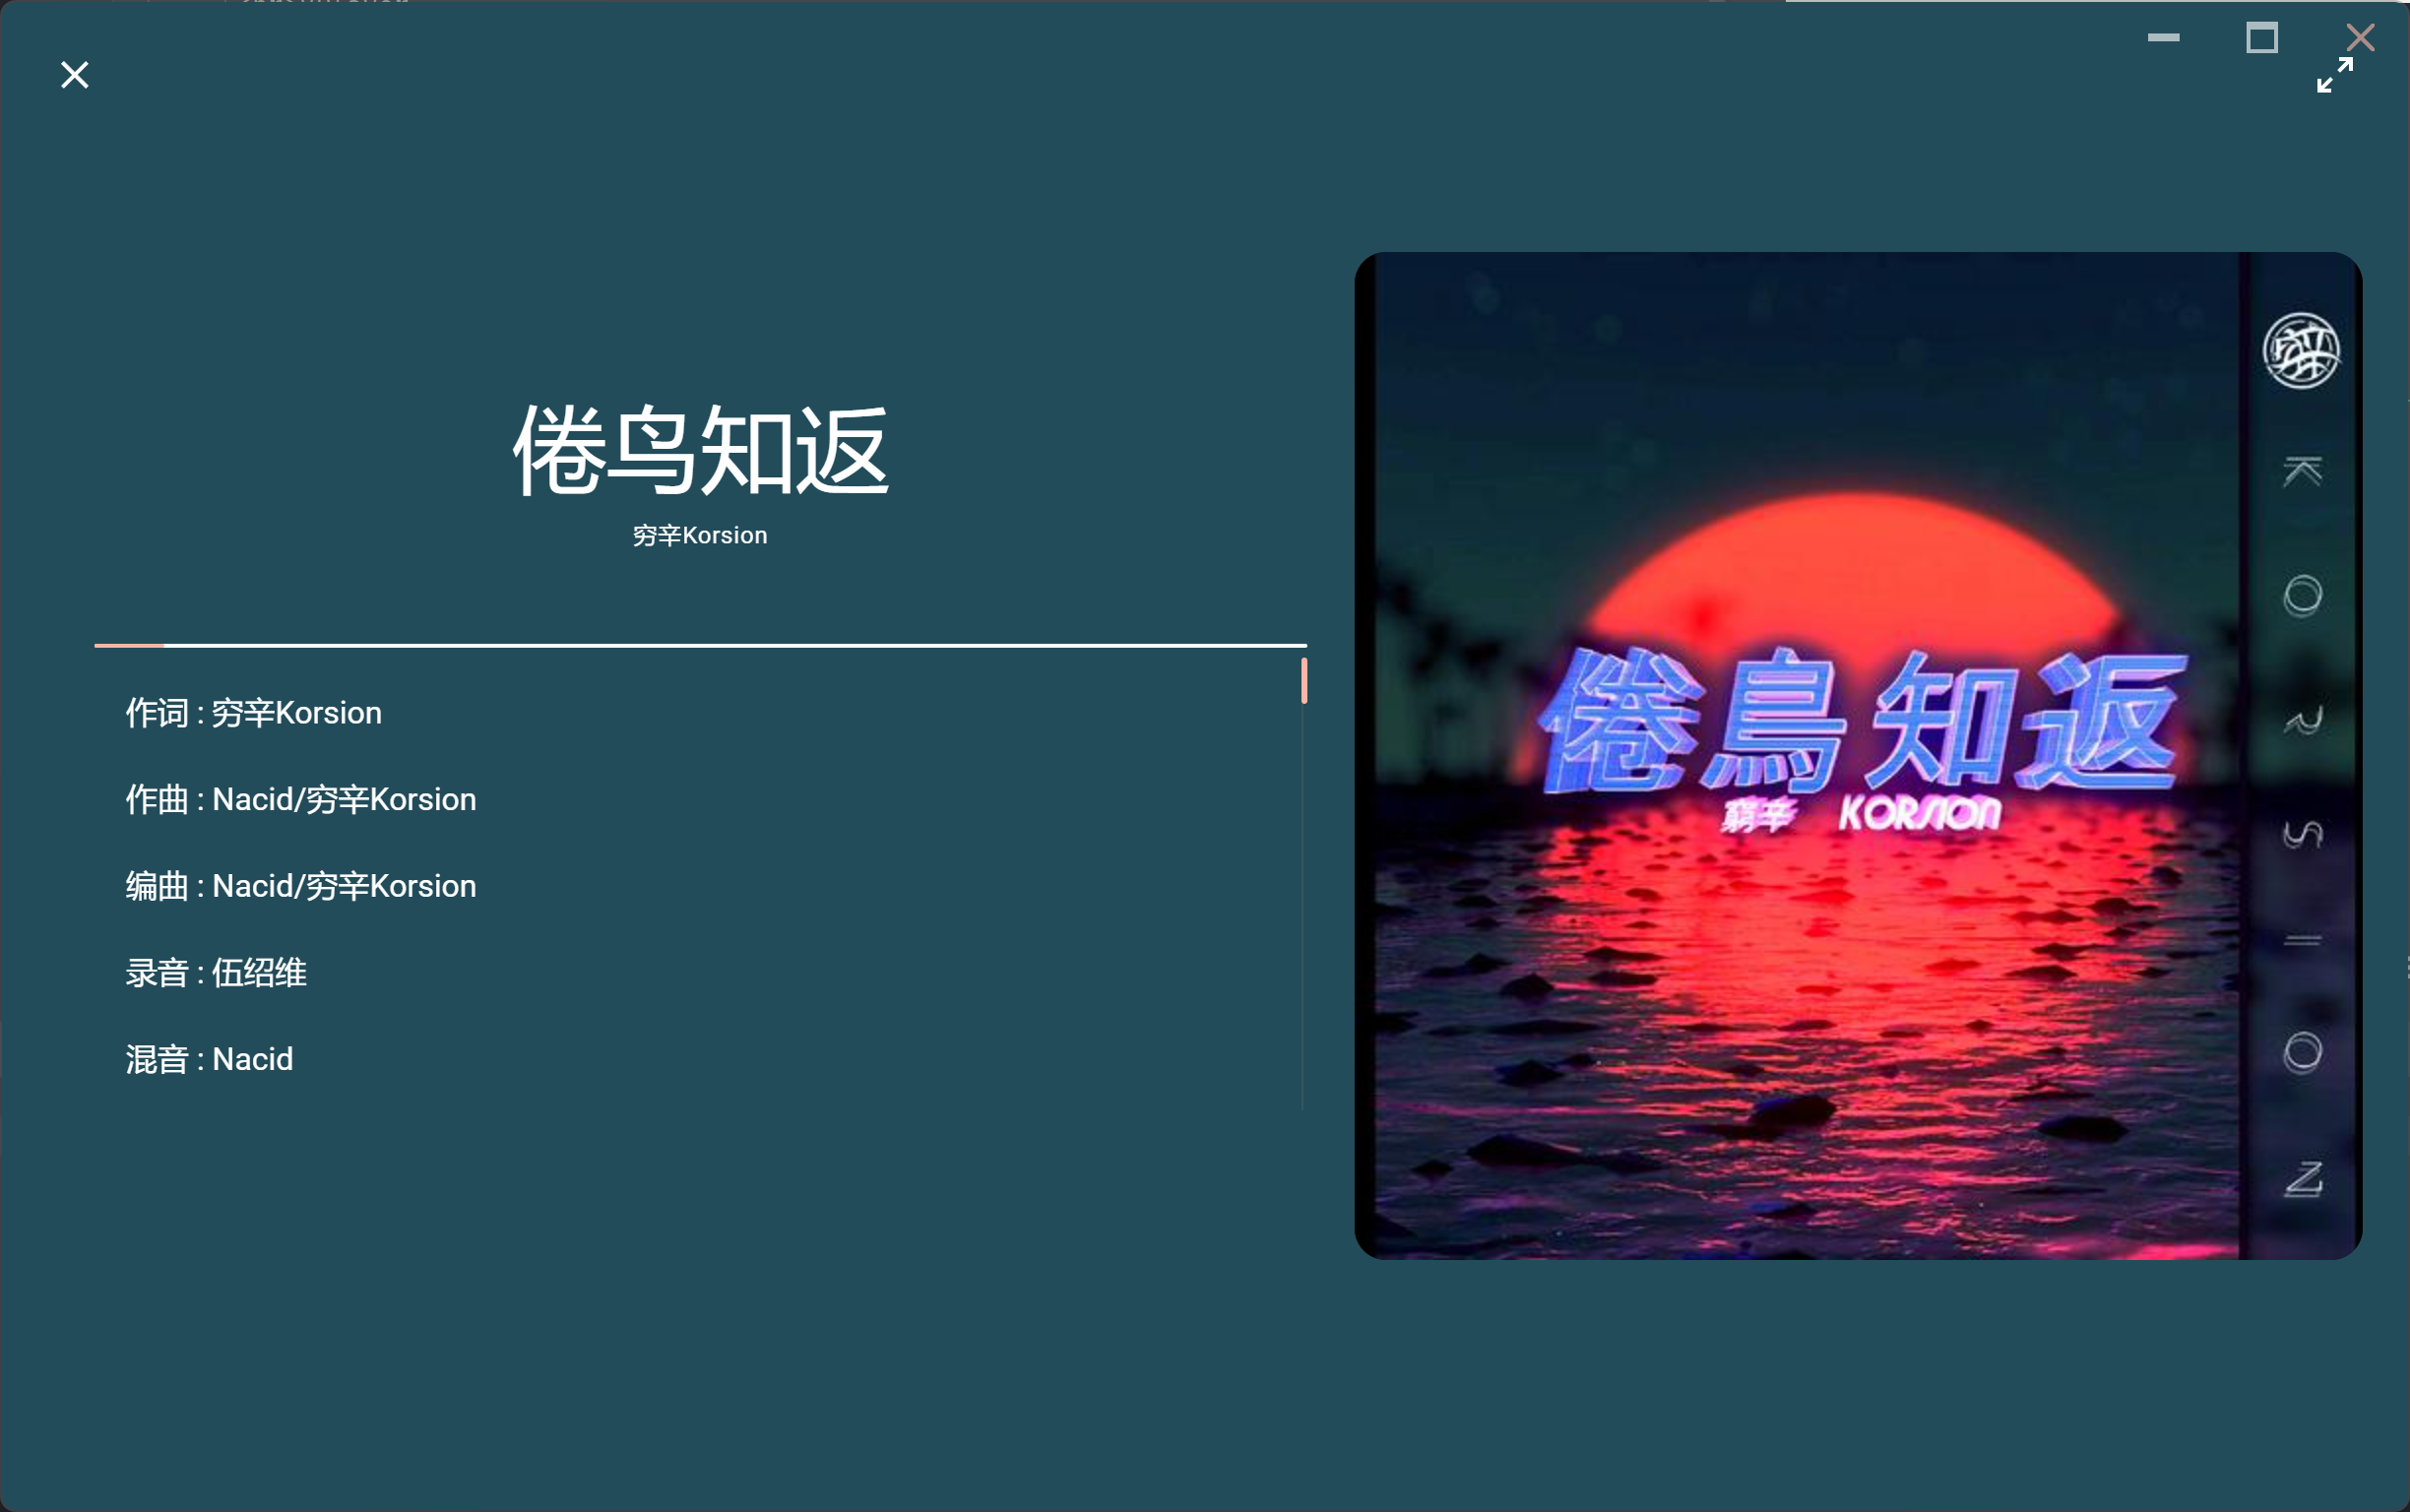 倦鸟知返
穷辛Korsion
作词 : 穷辛Korsion
作曲 : Nacid/穷辛Korsion
编曲 : Nacid/穷辛Korsion
录音 : 伍绍维
混音 : Nacid
倦鳥知返
窮辛 KORSION
K
O
R
S
I
O
N